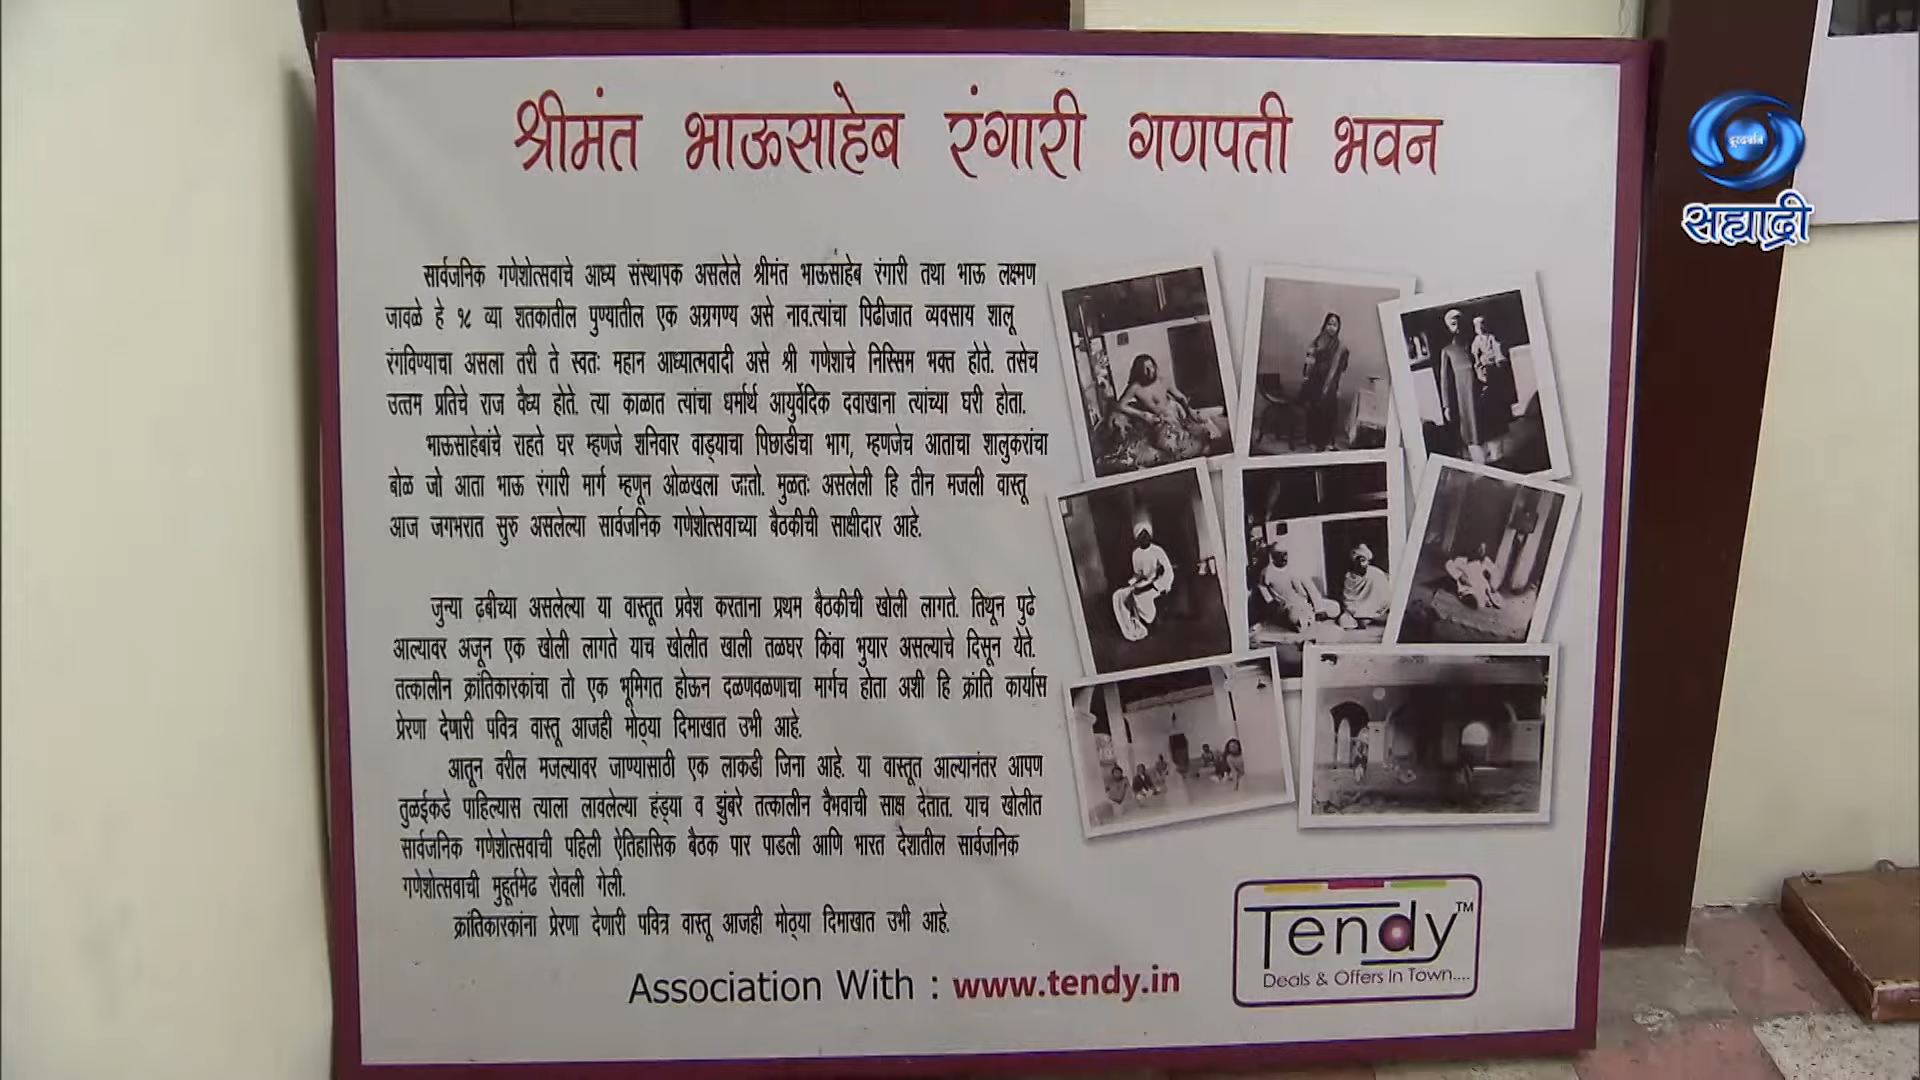 श्रीमंत भाऊसाहेब रंगारी गणपती भवन
सार्वजनिक गणेशोत्सवाचे आध्य संस्थापक असलेले श्रीमंत भाऊसाहेब रंगारी तथा भाऊ लक्ष्मण
जावळे हे १८ व्या शतकातील पुण्यातील एक अग्रगण्य असे नाव.त्यांचा पिढीजात व्यवसाय शालू
रंगविण्याचा असला तरी ते स्वतः महान आध्यात्मवादी असे श्री गणेशाचे निस्सिम भक्त होते. तसेच
उत्तम प्रतिचे राज वैध्य होते. त्या काळात त्यांचा धर्मार्थ आयुर्वेदिक दवाखाना त्यांच्या घरी होता.
भाऊसाहेबांचे राहते घर म्हणजे शनिवार वाड्याचा पिछाडीचा भाग, म्हणजेच आताचा शालुकरांचा
बोळ जो आता भाऊ रंगारी मार्ग म्हणून ओळखला जातो. मुळतः असलेली हि तीन मजली वास्तू
आज जगभरात सुरु असलेल्या सार्वजनिक गणेशोत्सवाच्या बैठकीची साक्षीदार आहे.
जुन्या ढबीच्या असलेल्या या वास्तूत प्रवेश करताना प्रथम बैठकीची खोली लागते. तिथून पुढे
आल्यावर अजून एक खोली लागते याच खोलीत खाली तळघर किंवा भुयार असल्याचे दिसून येते.
तत्कालीन क्रांतिकारकांचा तो एक भूमिगत होऊन दळणवळणाचा मार्गच होता अशी हि क्रांति कार्यास
प्रेरणा देणारी पवित्र वास्तू आजही मोठ्या दिमाखात उभी आहे.
आतून वरील मजल्यावर जाण्यासाठी एक लाकडी जिना आहे. या वास्तूत आल्यानंतर आपण
तुळईकडे पाहिल्यास त्याला लावलेल्या हंड्या व झुंबरे तत्कालीन वैभवाची साक्ष देतात. याच खोलीत
सार्वजनिक गणेशोत्सवाची पहिली ऐतिहासिक बैठक पार पाडली आणि भारत देशातील सार्वजनिक
गणेशोत्सवाची मुहूर्तमेढ रोवली गेली.
क्रांतिकारकांना प्रेरणा देणारी पवित्र वास्तू आजही मोठ्या दिमाखात उभी आहे.
Association With : www.tendy.in
Tendy™
Deals & Offers In Town....
दूरदर्शन
सह्याद्री